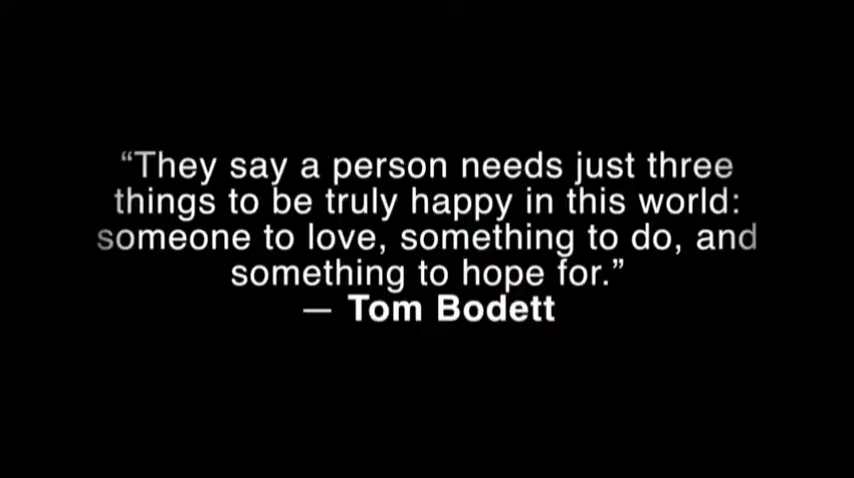 “They say a person needs just three
things to be truly happy in this world:
someone to love, something to do, and
something to hope for.”
— Tom Bodett